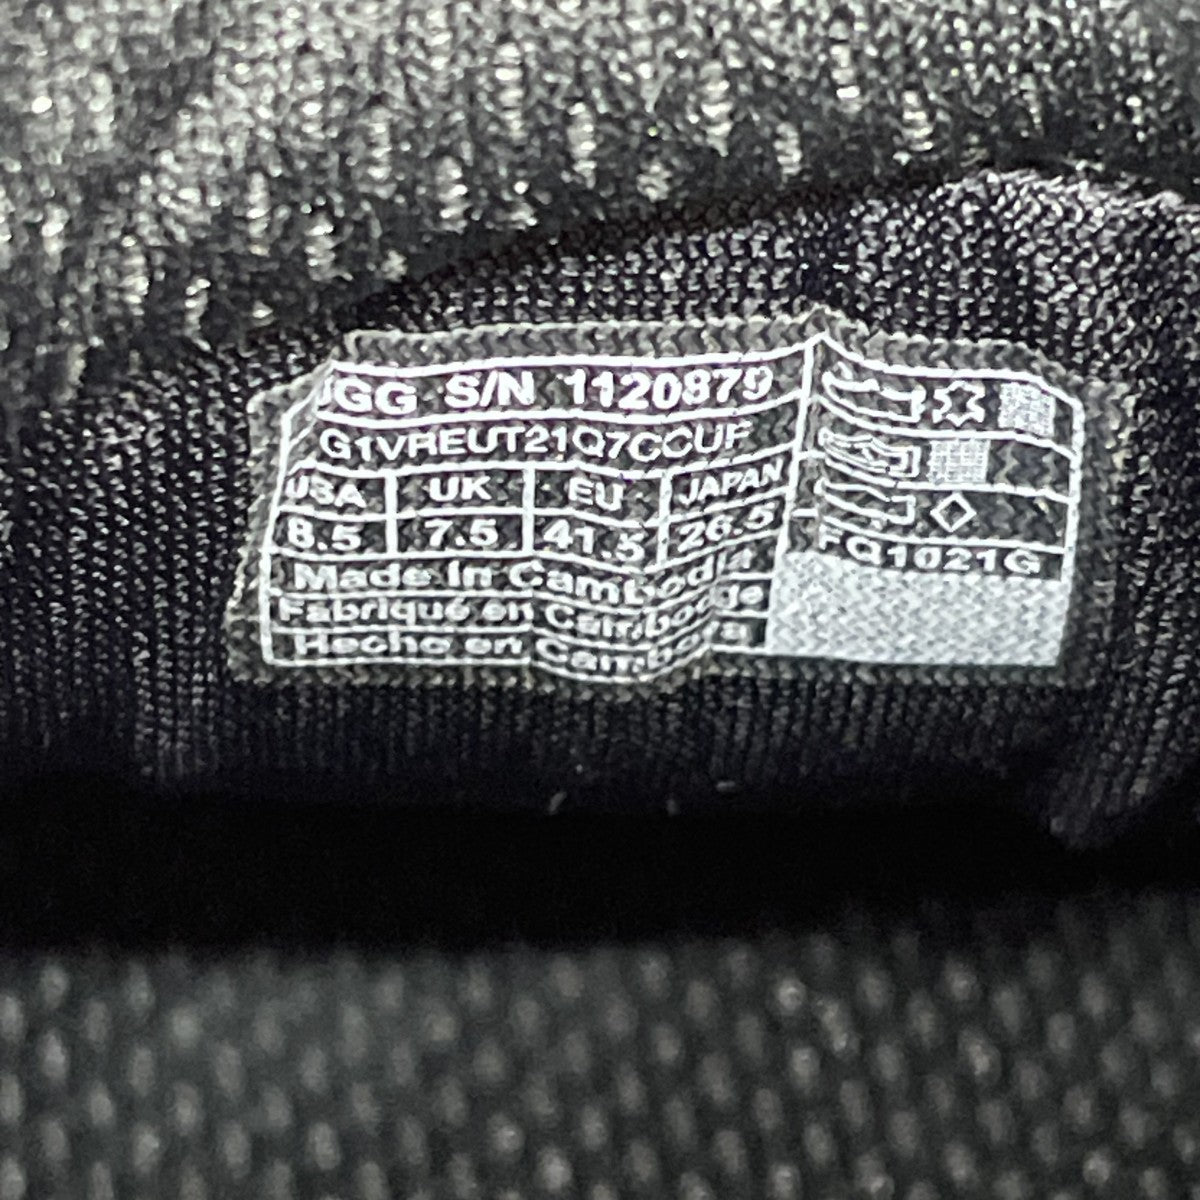 UGG S/N 1120879
G1VREUT21Q7CCUF
USA UK EU JAPAN
8.5 7.5 41.5 26.5
Made in Cambodia
Fabriqué en Cambodge
Hecho en Camboya
FQ1021G